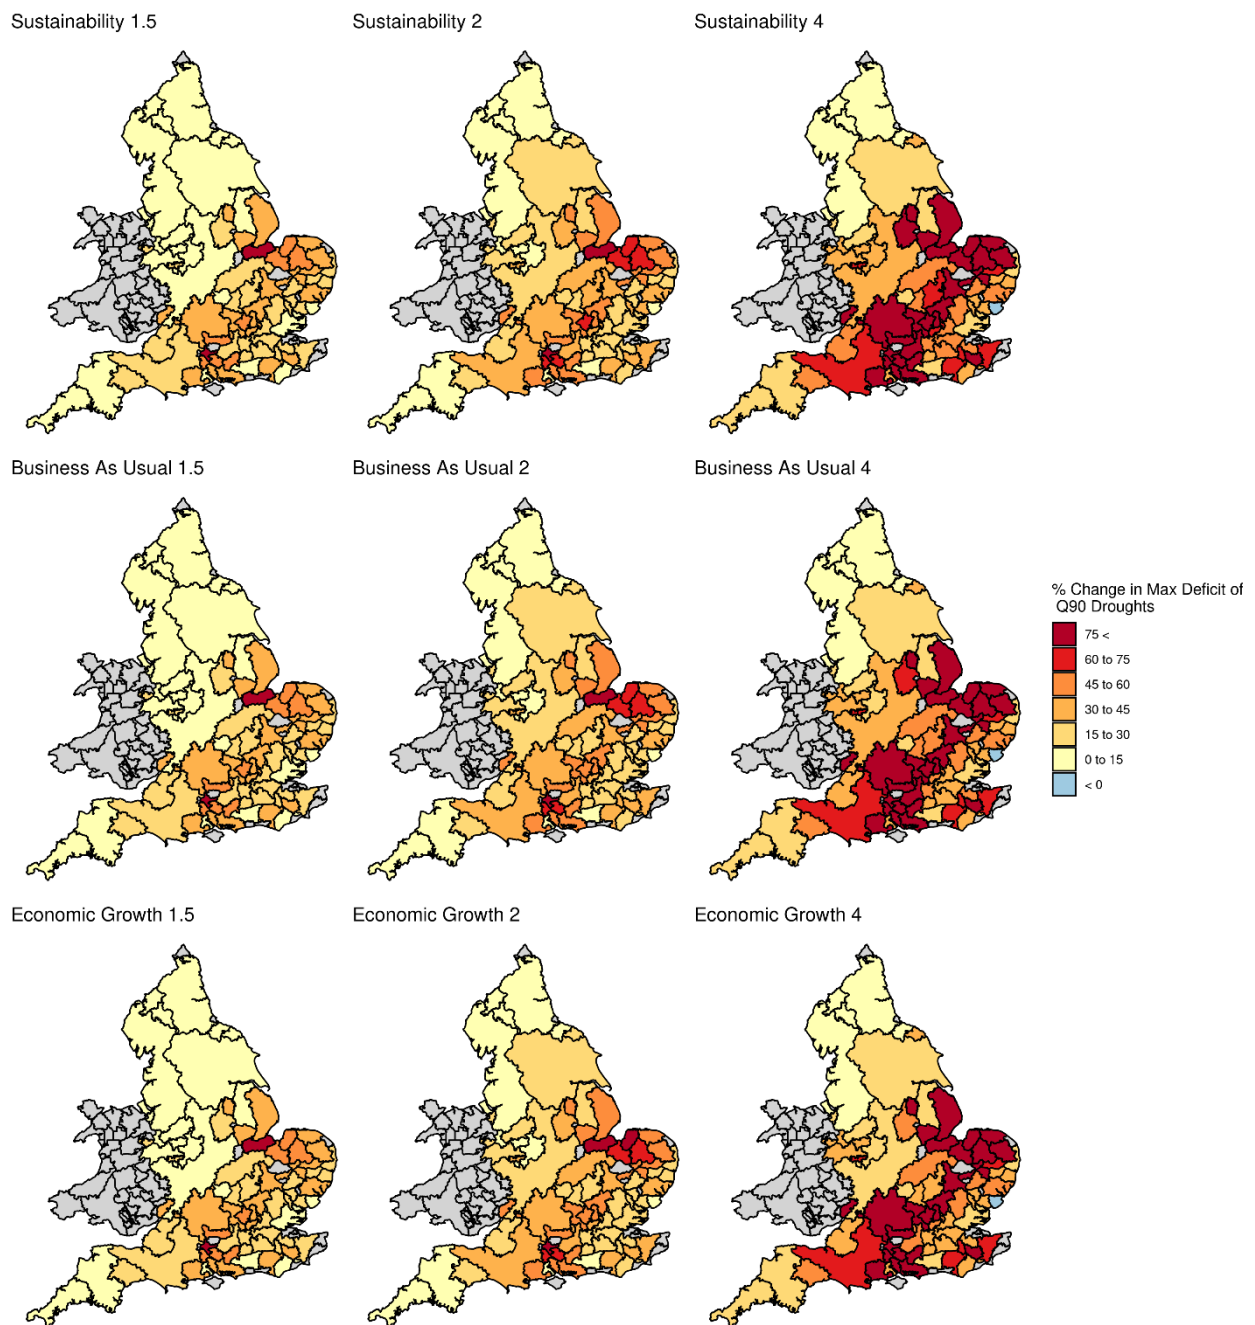 Sustainability 1.5
Sustainability 2
Sustainability 4
Business As Usual 1.5
Business As Usual 2
Business As Usual 4
% Change in Max Deficit of
Q90 Droughts
75 <
60 to 75
45 to 60
30 to 45
15 to 30
0 to 15
< 0
Economic Growth 1.5
Economic Growth 2
Economic Growth 4